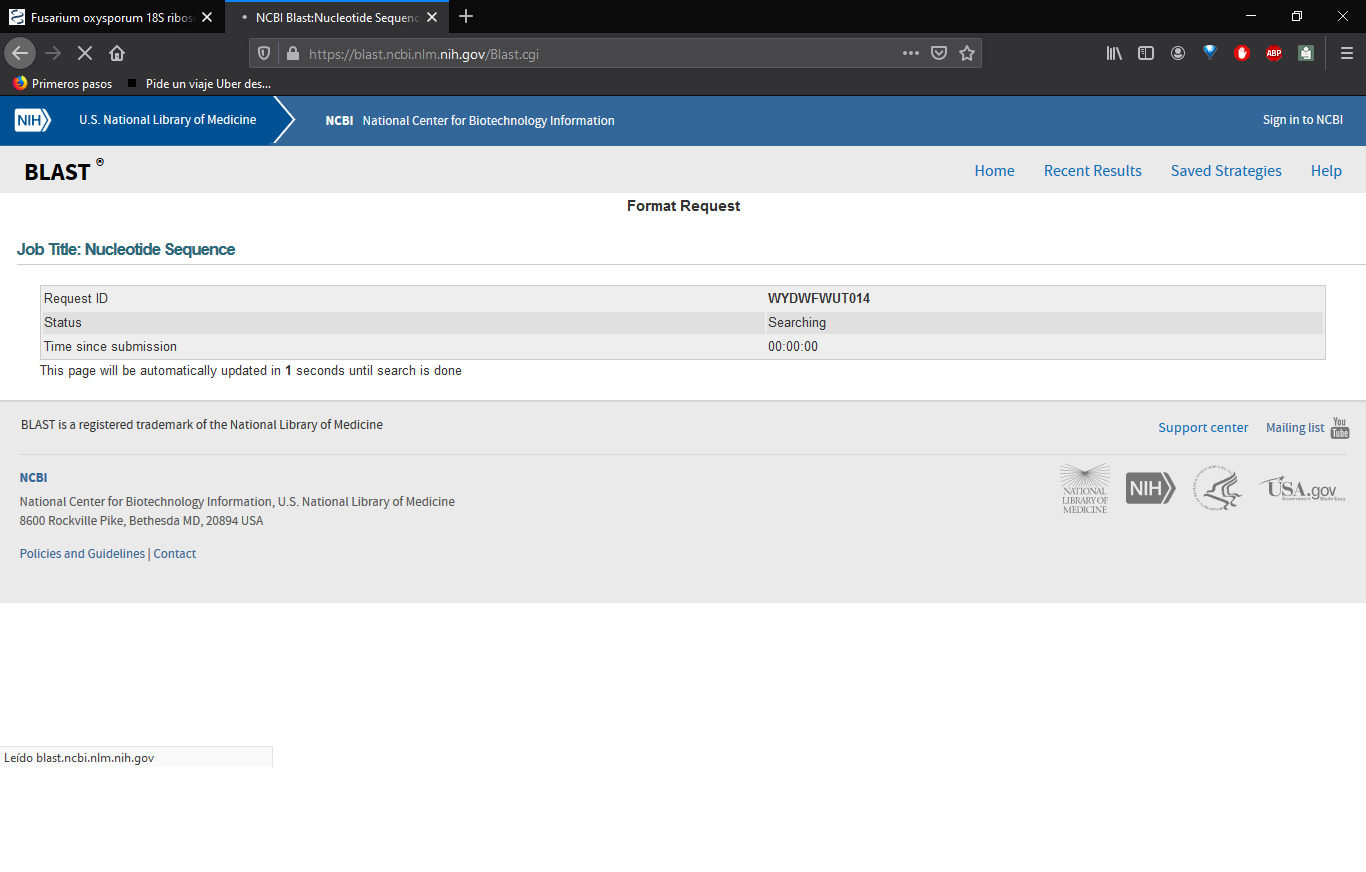 Fusarium oxysporum 18S ribos
NCBI Blast:Nucleotide Sequenc
https://blast.ncbi.nlm.nih.gov/Blast.cgi
ABP
Primeros pasos
Pide un viaje Uber des...
NIH
U.S. National Library of Medicine
NCBI National Center for Biotechnology Information
Sign in to NCBI
BLAST ®
Home
Recent Results
Saved Strategies
Help
Format Request
Job Title: Nucleotide Sequence
Request ID WYDWFWUT014
Status Searching
Time since submission 00:00:00
This page will be automatically updated in 1 seconds until search is done
BLAST is a registered trademark of the National Library of Medicine
Support center
Mailing list
You Tube
NCBI
National Center for Biotechnology Information, U.S. National Library of Medicine
8600 Rockville Pike, Bethesda MD, 20894 USA
Policies and Guidelines | Contact
NATIONAL
LIBRARY OF
MEDICINE
NIH
USA.gov
Government Made Easy
Leído blast.ncbi.nlm.nih.gov